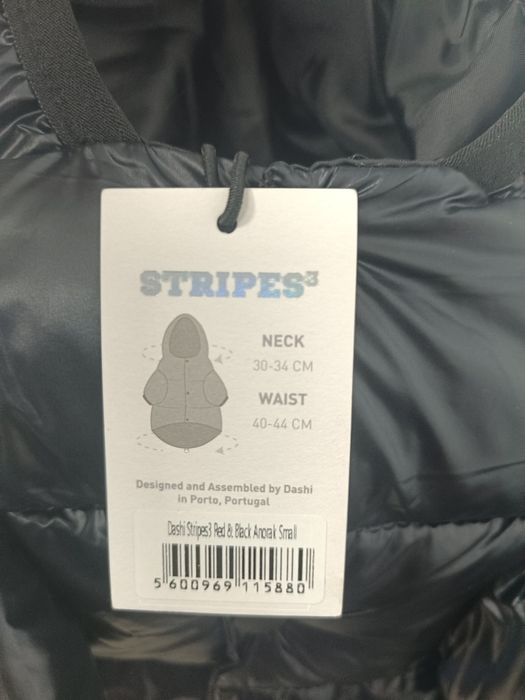 STRIPES³
NECK
30-34 CM
WAIST
40-44 CM
Designed and Assembled by Dashi
in Porto, Portugal
Dashi Stripes3 Red & Black Anorak Small
5 600969 115880